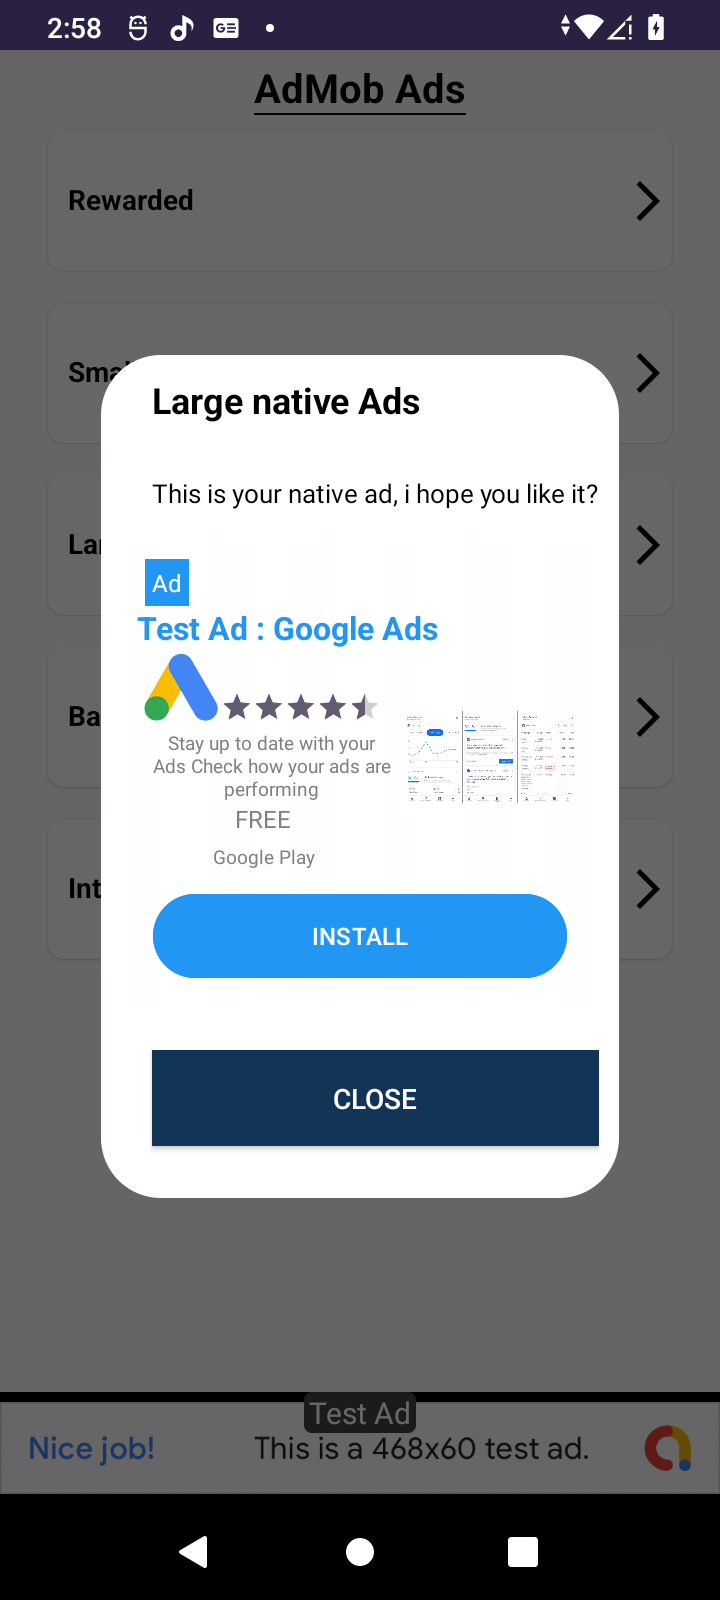 2:58
AdMob Ads
Rewarded
Sma
Large native Ads
This is your native ad, i hope you like it?
La
Ad
Test Ad : Google Ads
Ba
Stay up to date with your
Ads Check how your ads are
performing
FREE
Google Play
Int
INSTALL
CLOSE
Test Ad
Nice job!
This is a 468x60 test ad.